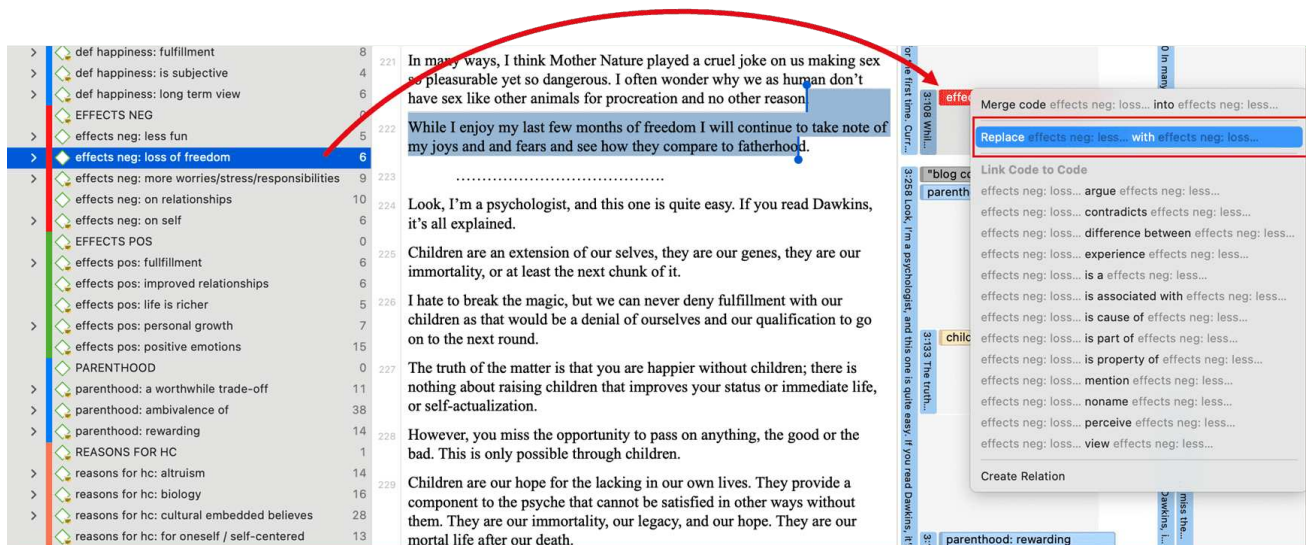 def happiness: fulfillment 8
def happiness: is subjective 4
def happiness: long term view 6
EFFECTS NEG 0
effects neg: less fun 5
effects neg: loss of freedom 6
effects neg: more worries/stress/responsibilities 9
effects neg: on relationships 10
effects neg: on self 6
EFFECTS POS 0
effects pos: fullfillment 6
effects pos: improved relationships 6
effects pos: life is richer 5
effects pos: personal growth 7
effects pos: positive emotions 15
PARENTHOOD 0
parenthood: a worthwhile trade-off 11
parenthood: ambivalence of 38
parenthood: rewarding 14
REASONS FOR HC 1
reasons for hc: altruism 14
reasons for hc: biology 16
reasons for hc: cultural embedded believes 28
reasons for hc: for oneself / self-centered 13
221 In many ways, I think Mother Nature played a cruel joke on us making sex
so pleasurable yet so dangerous. I often wonder why we as human don't
have sex like other animals for procreation and no other reason.
222 While I enjoy my last few months of freedom I will continue to take note of
my joys and and fears and see how they compare to fatherhood.
223 ………………………………….
224 Look, I'm a psychologist, and this one is quite easy. If you read Dawkins,
it's all explained.
225 Children are an extension of our selves, they are our genes, they are our
immortality, or at least the next chunk of it.
226 I hate to break the magic, but we can never deny fulfillment with our
children as that would be a denial of ourselves and our qualification to go
on to the next round.
227 The truth of the matter is that you are happier without children; there is
nothing about raising children that improves your status or immediate life,
or self-actualization.
228 However, you miss the opportunity to pass on anything, the good or the
bad. This is only possible through children.
229 Children are our hope for the lacking in our own lives. They provide a
component to the psyche that cannot be satisfied in other ways without
them. They are our immortality, our legacy, and our hope. They are our
mortal life after our death.
or the first time. Curr...
3:108 Whil...
effec
3:258 Look, I'm a psychologist, and this one is quite easy. If you read Dawkins, it'
"blog co
parenth
3:133 The truth...
chilc
parenthood: rewarding
0 In many
Dawkins, i...
miss the...
Merge code effects neg: loss... into effects neg: less...
Replace effects neg: less... with effects neg: loss...
Link Code to Code
effects neg: loss... argue effects neg: less...
effects neg: loss... contradicts effects neg: less...
effects neg: loss... difference between effects neg: less...
effects neg: loss... experience effects neg: less...
effects neg: loss... is a effects neg: less...
effects neg: loss... is associated with effects neg: less...
effects neg: loss... is cause of effects neg: less...
effects neg: loss... is part of effects neg: less...
effects neg: loss... is property of effects neg: less...
effects neg: loss... mention effects neg: less...
effects neg: loss... noname effects neg: less...
effects neg: loss... perceive effects neg: less...
effects neg: loss... view effects neg: less...
Create Relation